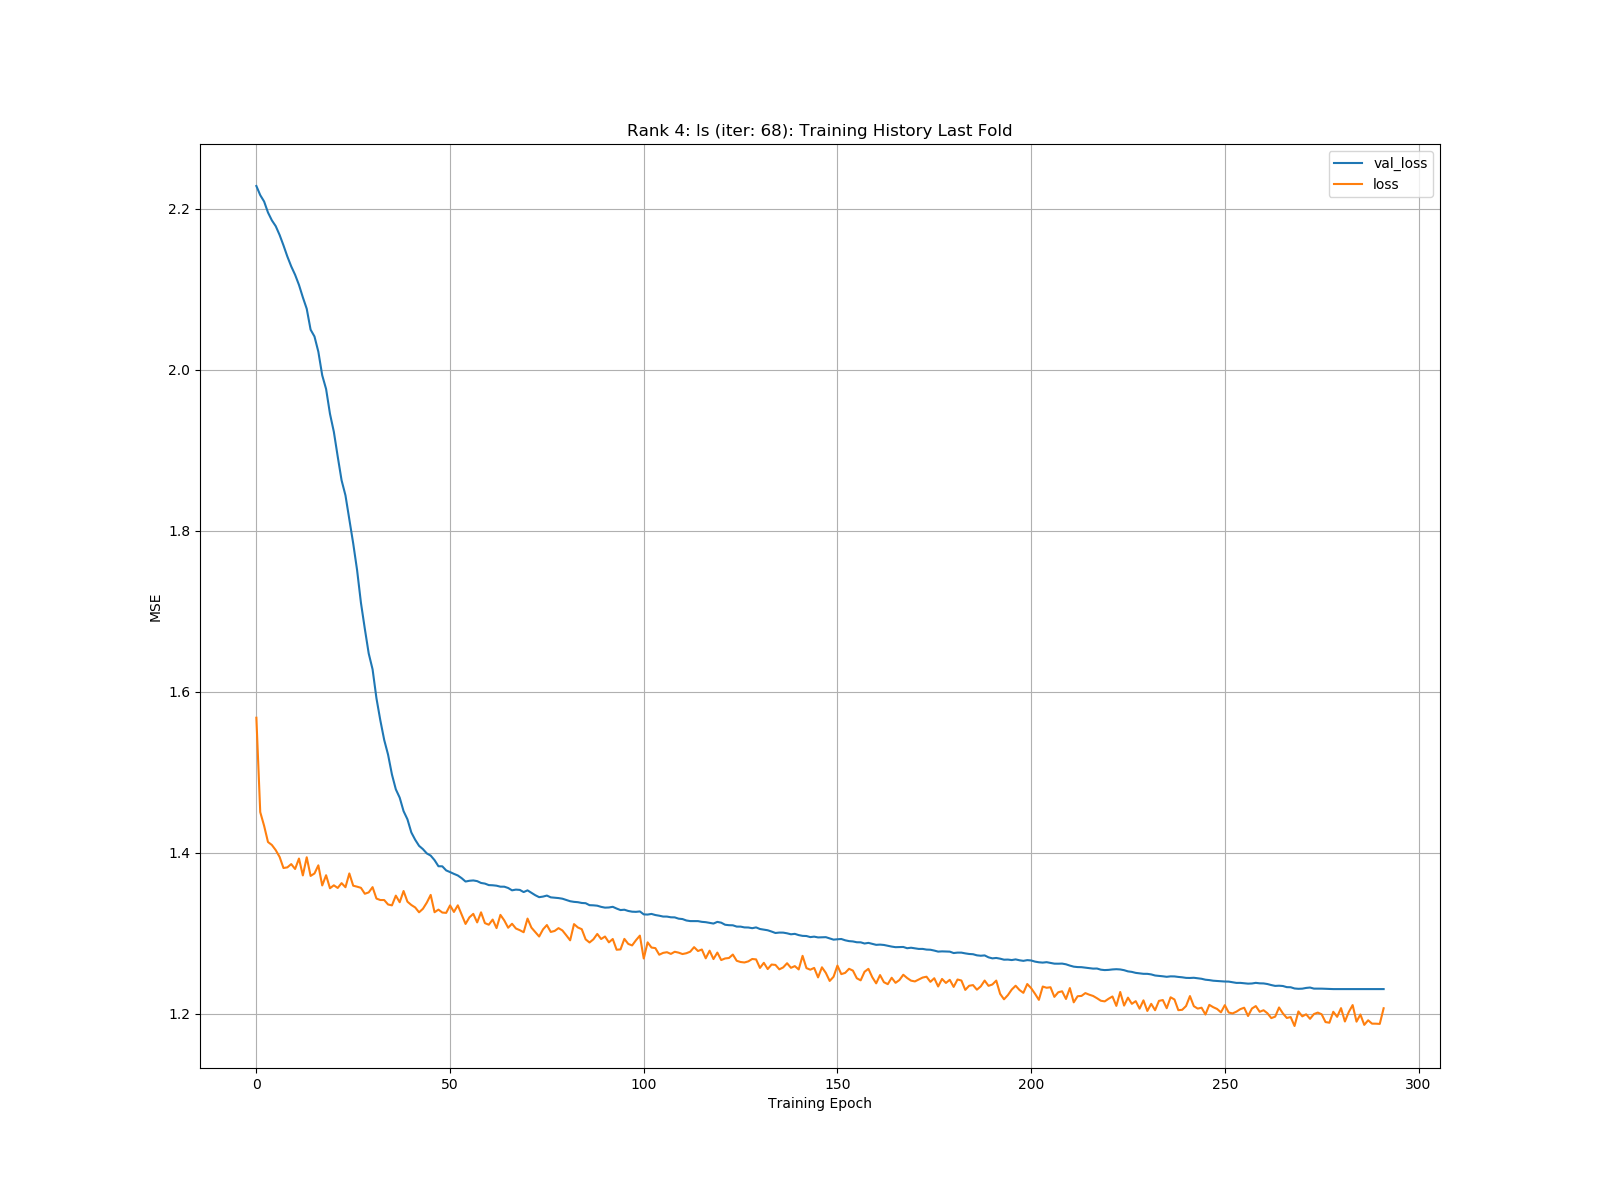 Rank 4: ls (iter: 68): Training History Last Fold
val_loss
loss
2.2
2.0
1.8
1.6
1.4
1.2
MSE
0 50 100 150 200 250 300
Training Epoch